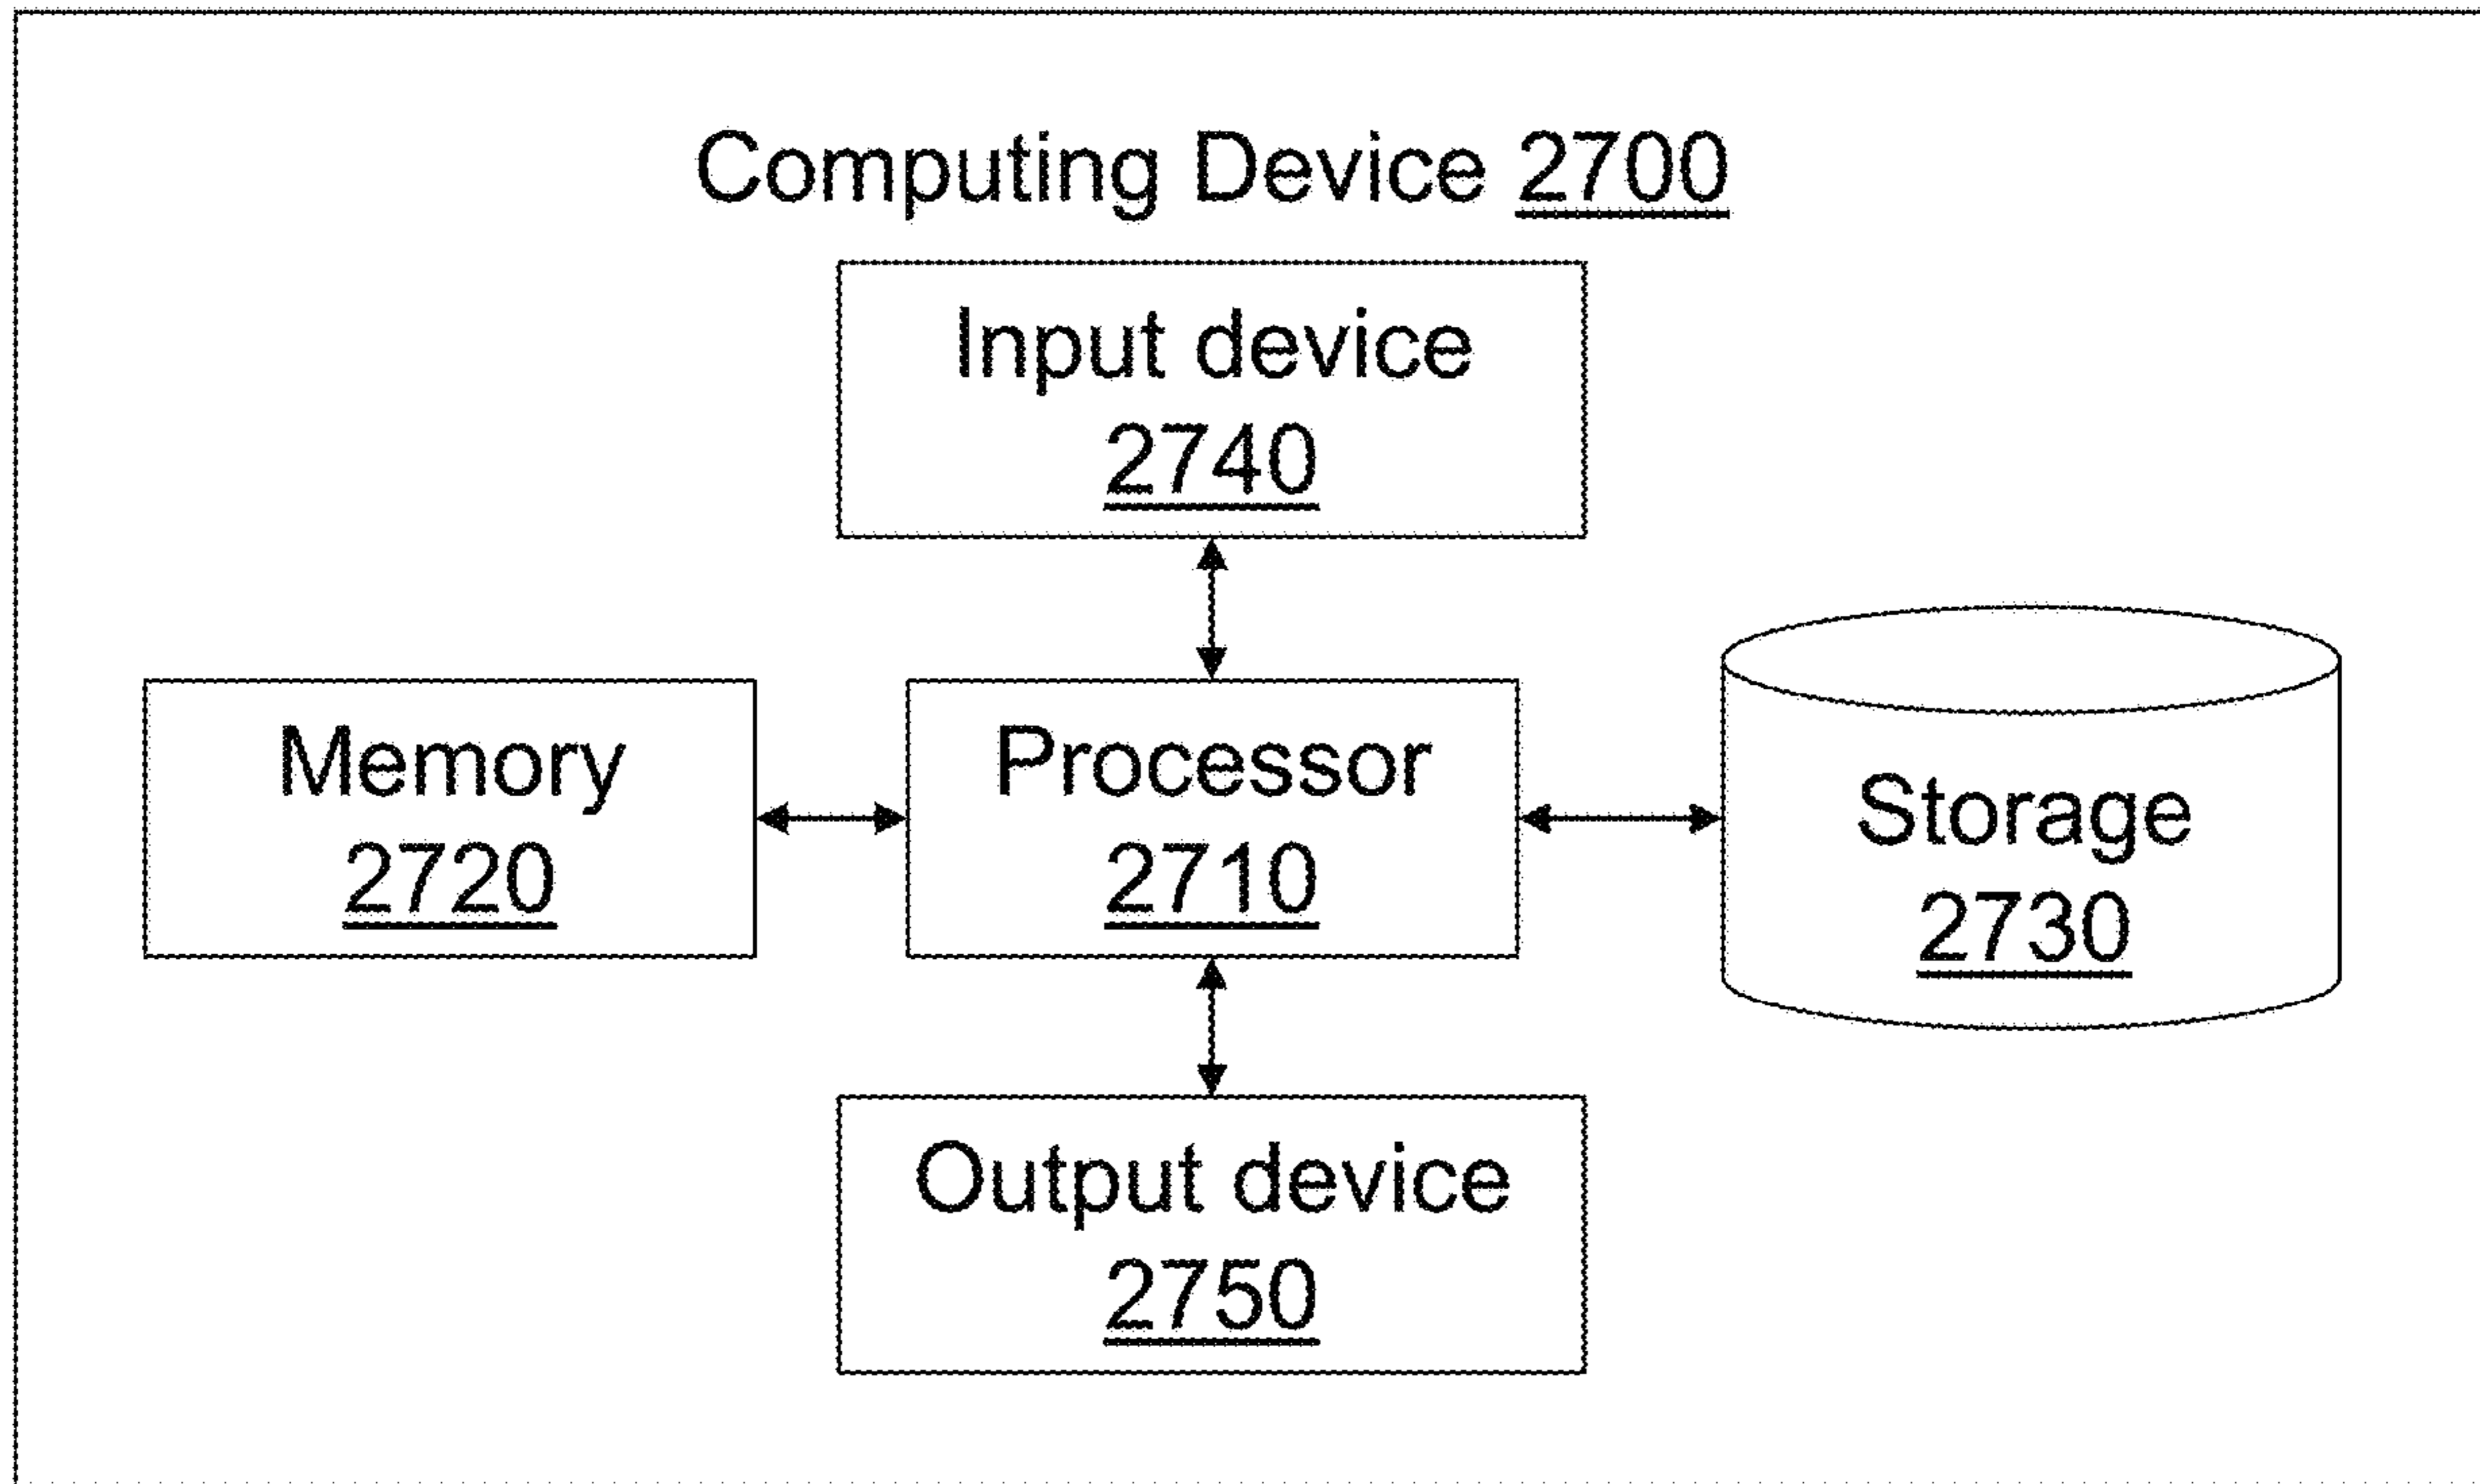 Computing Device 2700
Input device
2740
Memory
2720
Processor
2710
Storage
2730
Output device
2750